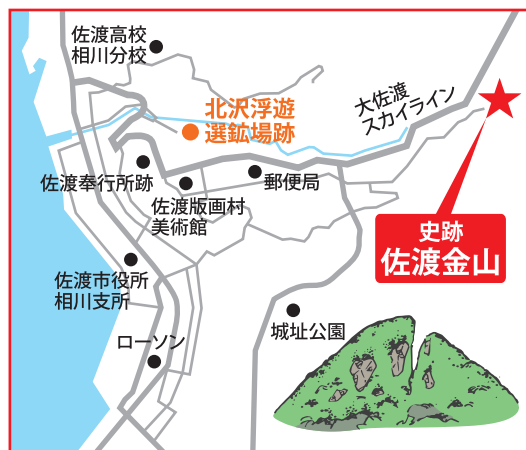 佐渡高校
相川分校
北沢浮遊
選鉱場跡
大佐渡
スカイライン
佐渡奉行所跡
佐渡版画村
美術館
郵便局
史跡
佐渡金山
佐渡市役所
相川支所
ローソン
城址公園